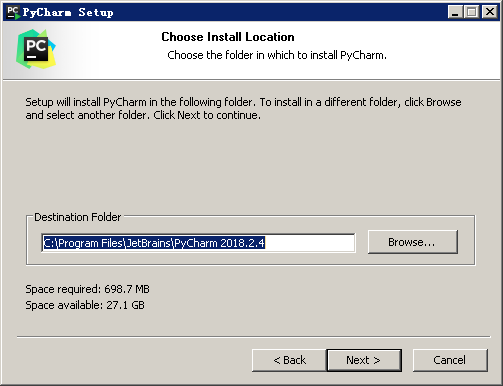 PyCharm Setup
PC
Choose Install Location
Choose the folder in which to install PyCharm.
Setup will install PyCharm in the following folder. To install in a different folder, click Browse
and select another folder. Click Next to continue.
Destination Folder
C:\Program Files\JetBrains\PyCharm 2018.2.4
Browse...
Space required: 698.7 MB
Space available: 27.1 GB
< Back
Next >
Cancel